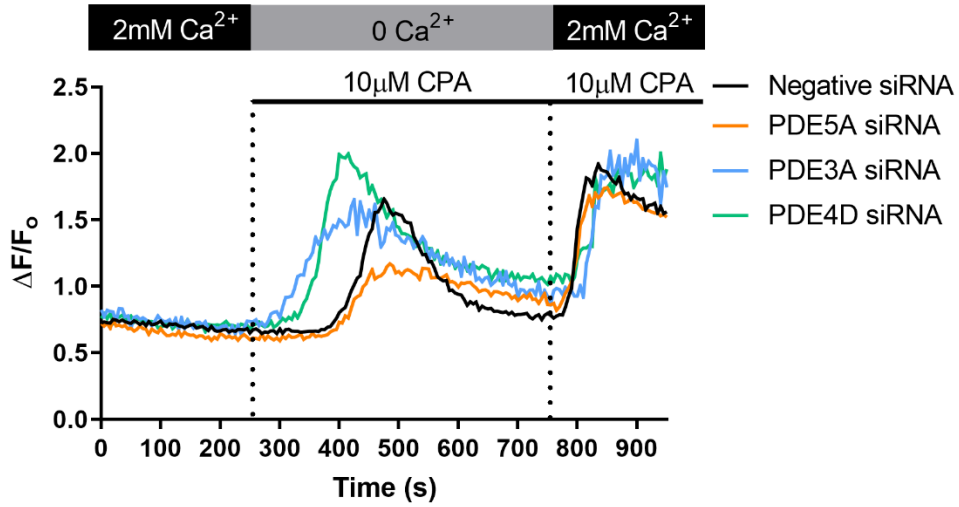 2mM Ca²⁺ 0 Ca²⁺ 2mM Ca²⁺
10μM CPA 10μM CPA
Negative siRNA
PDE5A siRNA
PDE3A siRNA
PDE4D siRNA
ΔF/Fo
2.5
2.0
1.5
1.0
0.5
0.0
0 100 200 300 400 500 600 700 800 900
Time (s)